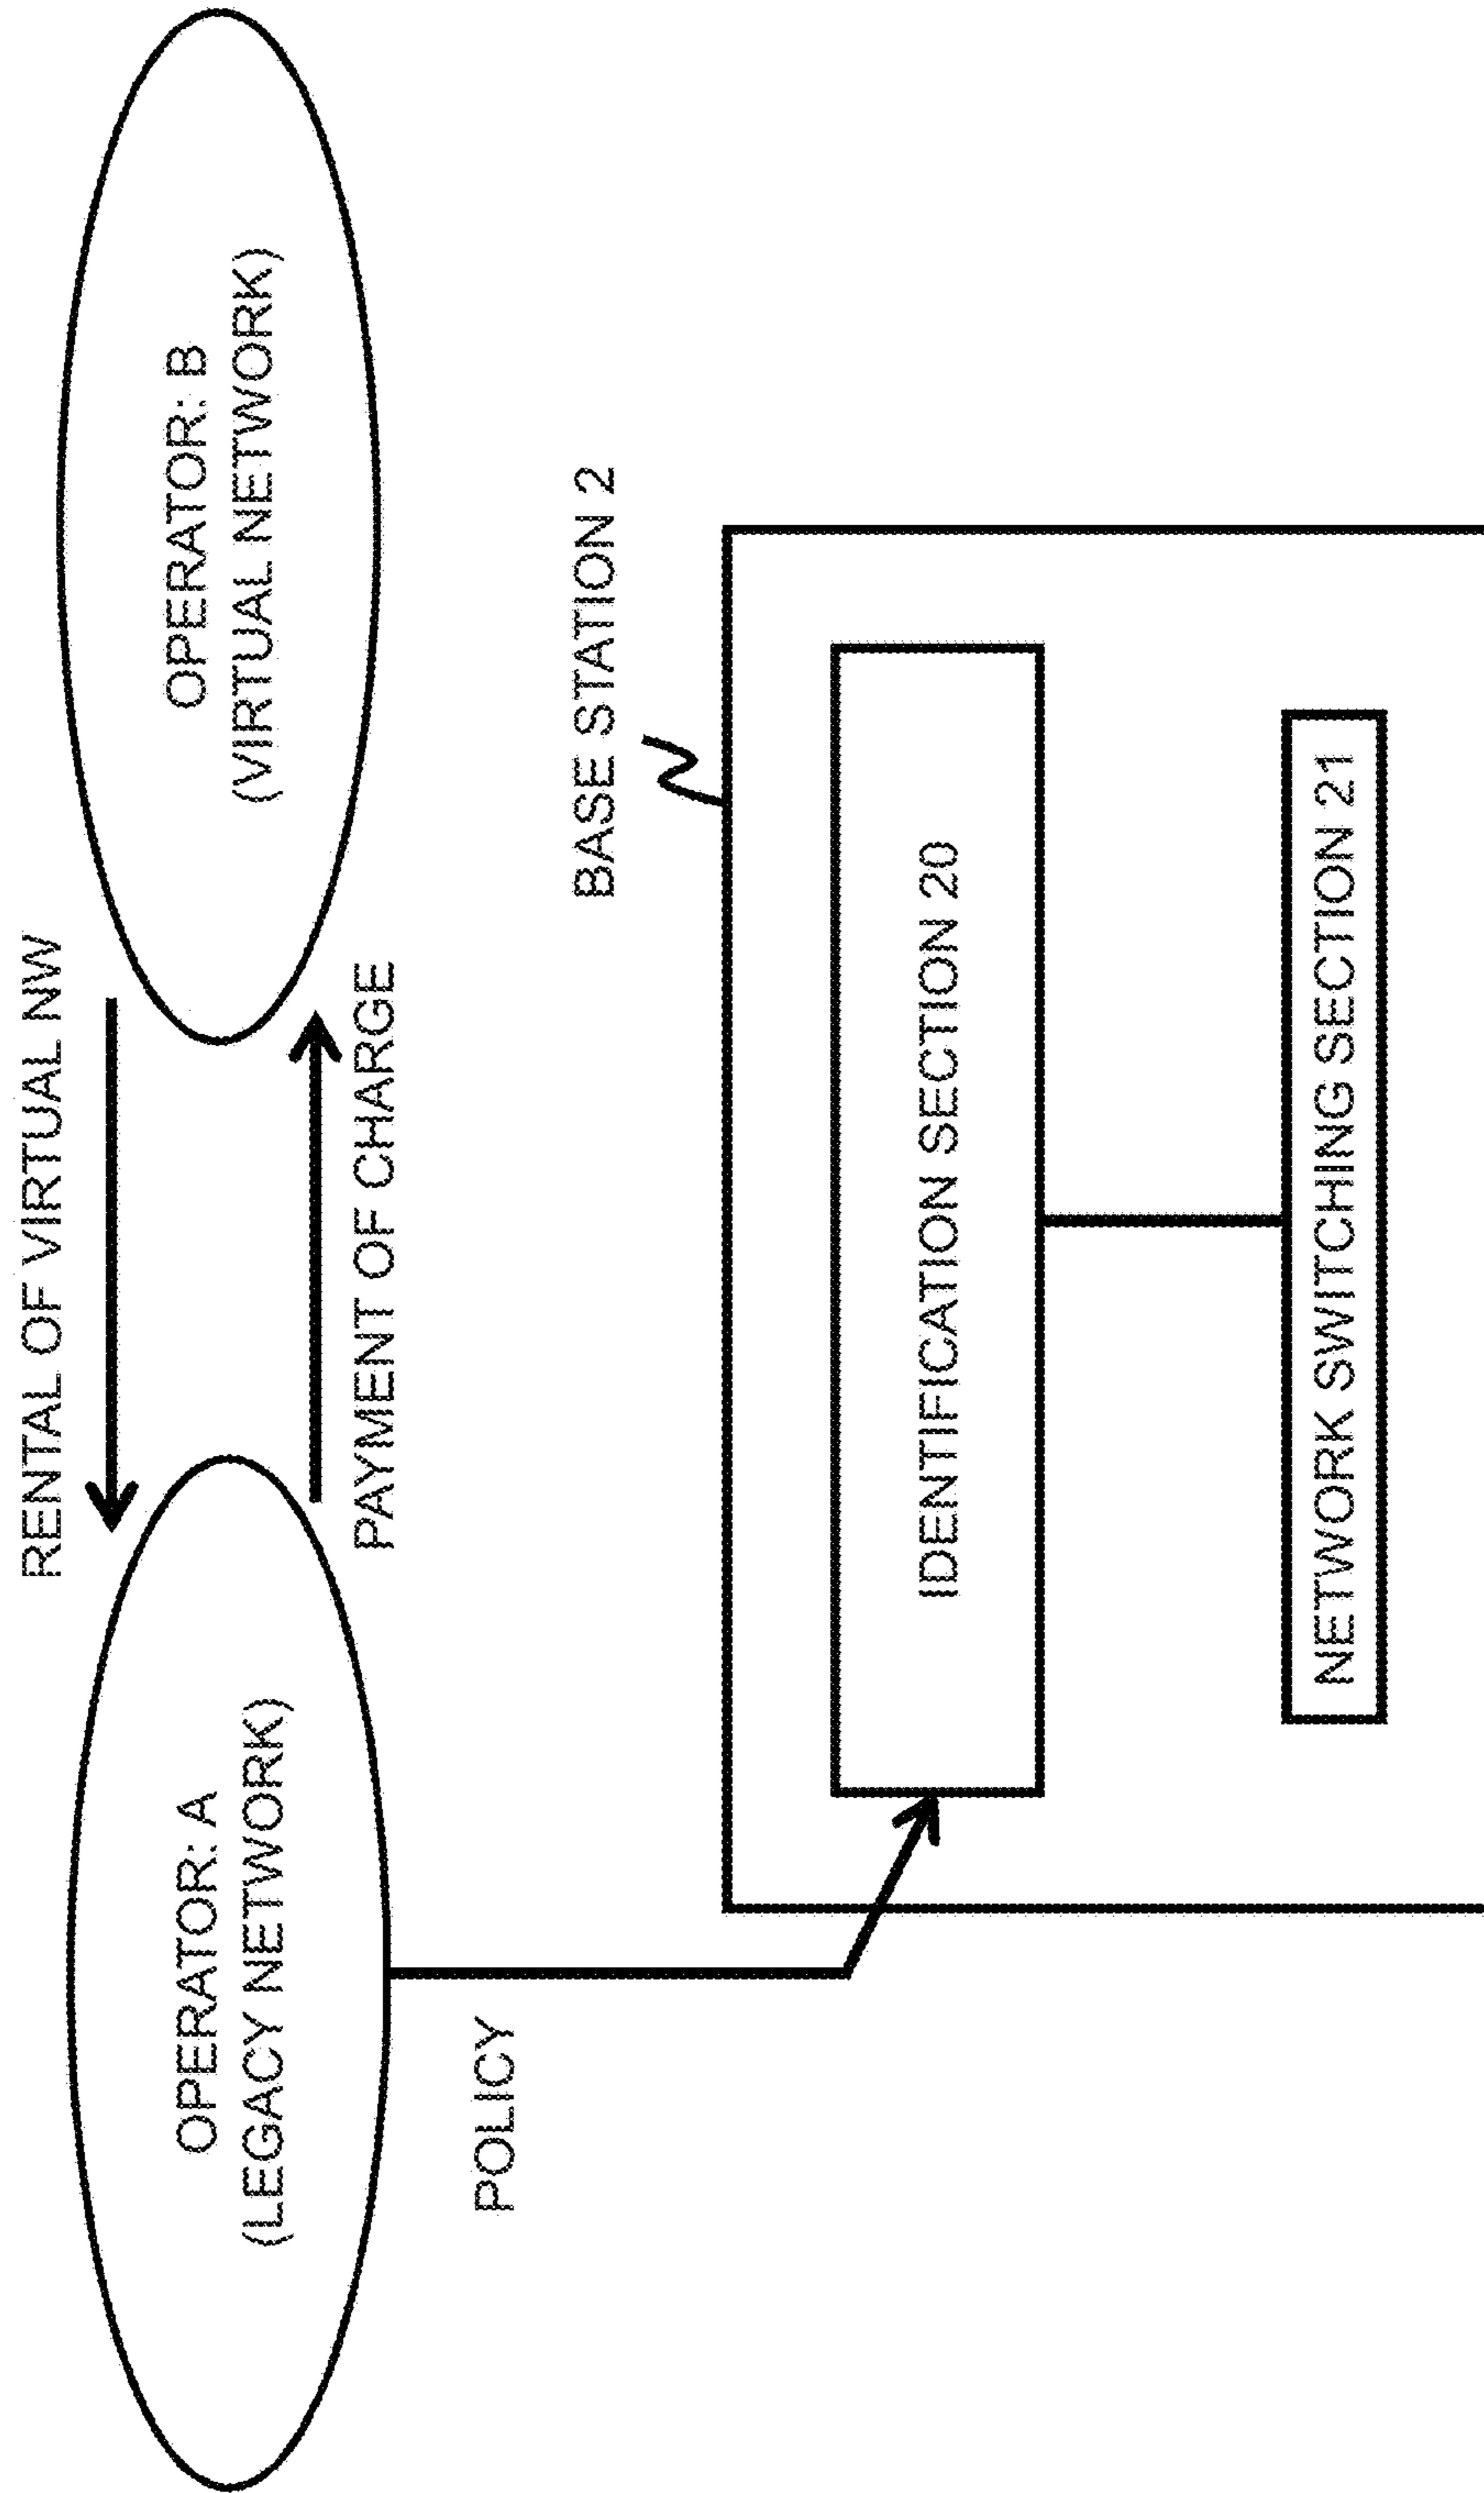 RENTAL OF VIRTUAL NW
OPERATOR: A
(LEGACY NETWORK)
OPERATOR: B
(VIRTUAL NETWORK)
PAYMENT OF CHARGE
POLICY
BASE STATION 2
IDENTIFICATION SECTION 20
NETWORK SWITCHING SECTION 21